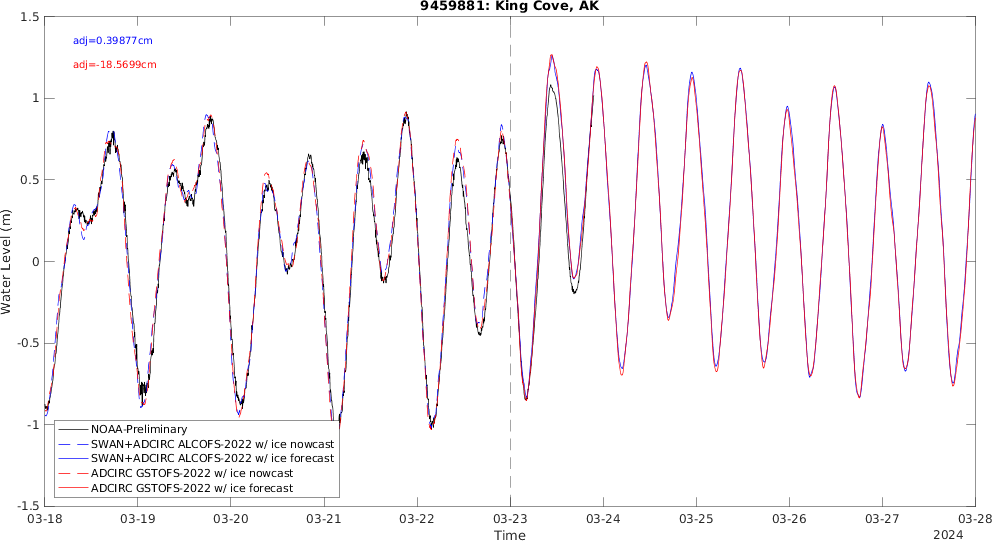 9459881: King Cove, AK
adj=0.39877cm
adj=-18.5699cm
Water Level (m)
1.5
1
0.5
0
-0.5
-1
-1.5
NOAA-Preliminary
SWAN+ADCIRC ALCOFS-2022 w/ ice nowcast
SWAN+ADCIRC ALCOFS-2022 w/ ice forecast
ADCIRC GSTOFS-2022 w/ ice nowcast
ADCIRC GSTOFS-2022 w/ ice forecast
03-18 03-19 03-20 03-21 03-22 03-23 03-24 03-25 03-26 03-27 03-28
Time
2024